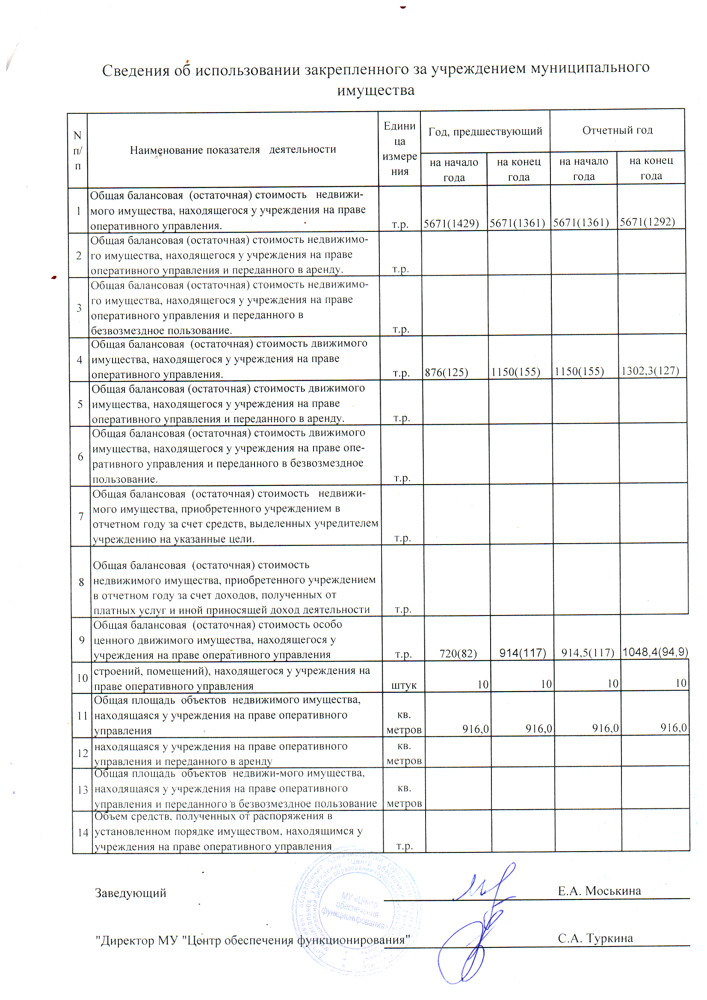 Сведения об использовании закрепленного за учреждением муниципального
имущества
N п/п
Наименование показателя деятельности
Едини
ца
измере
ния
Год, предшествующий
Отчетный год
на начало года
на конец года
на начало года
на конец года
1
Общая балансовая (остаточная) стоимость недвижи-
мого имущества, находящегося у учреждения на праве
оперативного управления.
т.р. 5671(1429) 5671(1361) 5671(1361) 5671(1292)
2
Общая балансовая (остаточная) стоимость недвижимо-
го имущества, находящегося у учреждения на праве
оперативного управления и переданного в аренду.
т.р.
3
Общая балансовая (остаточная) стоимость недвижимо-
го имущества, находящегося у учреждения на праве
оперативного управления и переданного в
безвозмездное пользование.
т.р.
4
Общая балансовая (остаточная) стоимость движимого
имущества, находящегося у учреждения на праве
оперативного управления.
т.р. 876(125) 1150(155) 1150(155) 1302,3(127)
5
Общая балансовая (остаточная) стоимость движимого
имущества, находящегося у учреждения на праве
оперативного управления и переданного в аренду.
т.р.
6
Общая балансовая (остаточная) стоимость движимого
имущества, находящегося у учреждения на праве опе-
ративного управления и переданного в безвозмездное
пользование.
т.р.
7
Общая балансовая (остаточная) стоимость недвижи-
мого имущества, приобретенного учреждением в
отчетном году за счет средств, выделенных учредителем
учреждению на указанные цели.
т.р.
8
Общая балансовая (остаточная) стоимость
недвижимого имущества, приобретенного учреждением
в отчетном году за счет доходов, полученных от
платных услуг и иной приносящей доход деятельности
т.р.
9
Общая балансовая (остаточная) стоимость особо
ценного движимого имущества, находящегося у
учреждения на праве оперативного управления
т.р. 720(82) 914(117) 914,5(117) 1048,4(94,9)
10
строений, помещений), находящегося у учреждения на
праве оперативного управления
штук 10 10 10 10
11
Общая площадь объектов недвижимого имущества,
находящаяся у учреждения на праве оперативного
управления
кв.
метров 916,0 916,0 916,0 916,0
12
находящаяся у учреждения на праве оперативного
управления и переданного в аренду
кв.
метров
13
Общая площадь объектов недвижи-мого имущества,
находящаяся у учреждения на праве оперативного
управления и переданного в безвозмездное пользование
кв.
метров
14
Объем средств, полученных от распоряжения в
установленном порядке имуществом, находящимся у
учреждения на праве оперативного управления
т.р.
Заведующий Е.А. Моськина
МУ «Центр
обеспечения
функционирования»
"Директор МУ "Центр обеспечения функционирования" С.А. Туркина